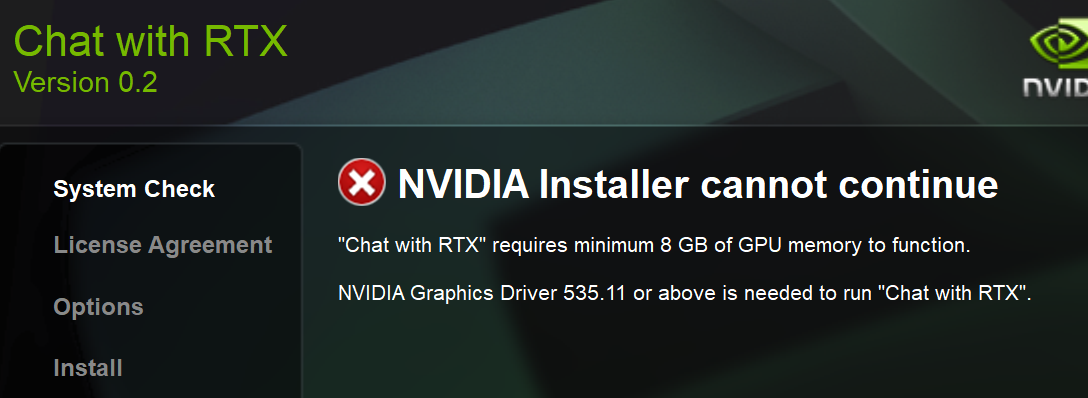 Chat with RTX
Version 0.2
System Check
License Agreement
Options
Install
NVIDIA Installer cannot continue
"Chat with RTX" requires minimum 8 GB of GPU memory to function.
NVIDIA Graphics Driver 535.11 or above is needed to run "Chat with RTX".